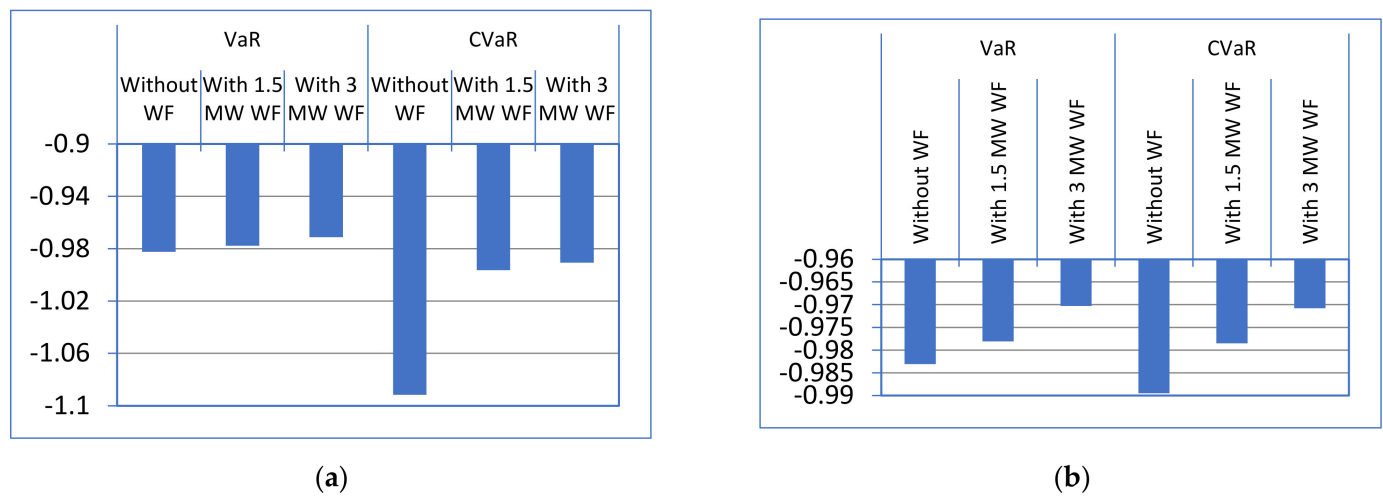 VaR CVaR
Without With 1.5 With 3 Without With 1.5 With 3
WF MW WF MW WF WF MW WF MW WF
-0.9
-0.94
-0.98
-1.02
-1.06
-1.1
(a)
VaR CVaR
Without WF
With 1.5 MW WF
With 3 MW WF
Without WF
With 1.5 MW WF
With 3 MW WF
-0.96
-0.965
-0.97
-0.975
-0.98
-0.985
-0.99
(b)